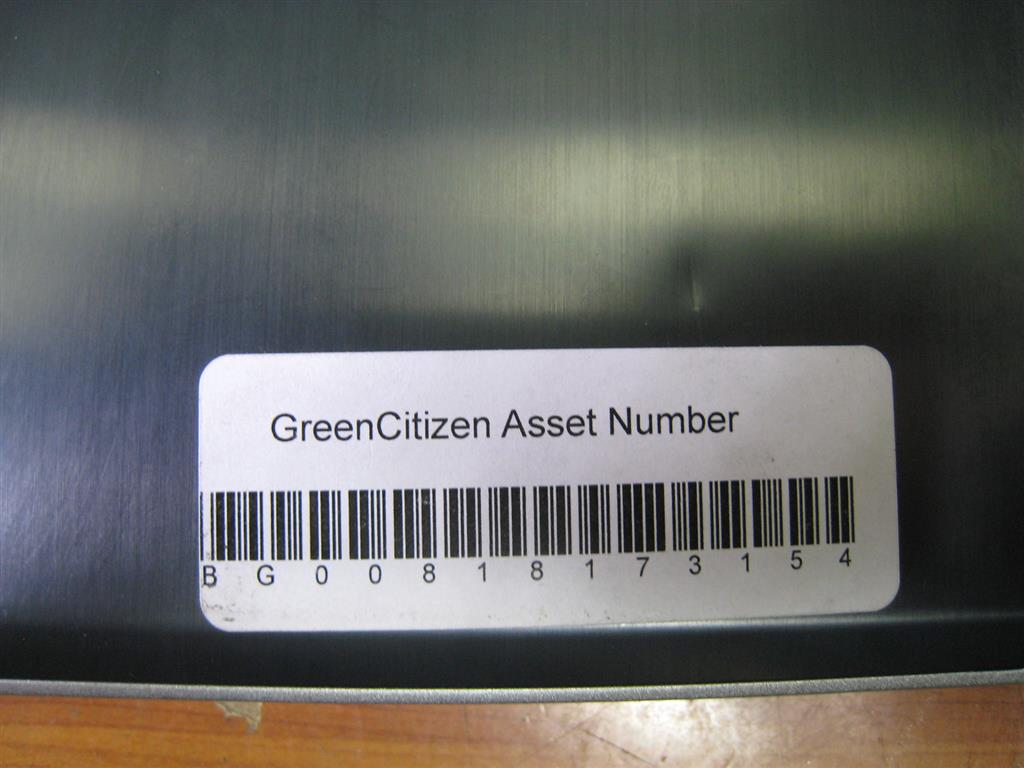 GreenCitizen Asset Number
B G 0 0 8 1 8 1 7 3 1 5 4